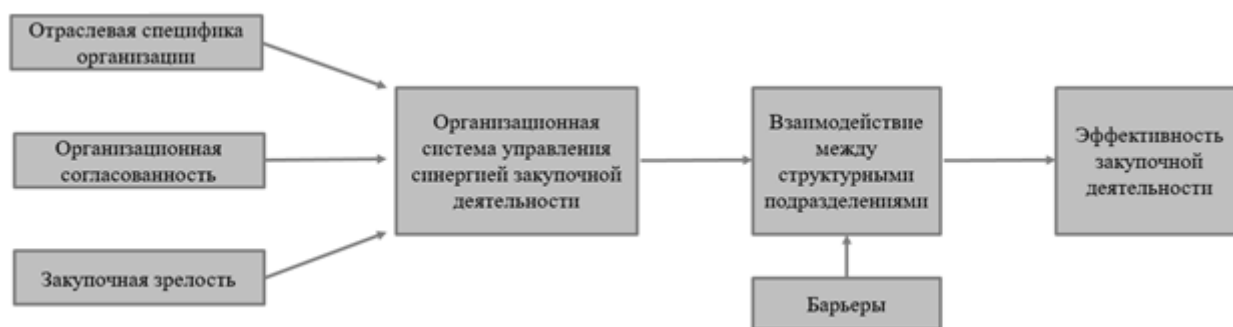 Отраслевая специфика
организации
Организационная
согласованность
Закупочная зрелость
Организационная
система управления
синергией закупочной
деятельности
Взаимодействие
между
структурными
подразделениями
Барьеры
Эффективность
закупочной
деятельности